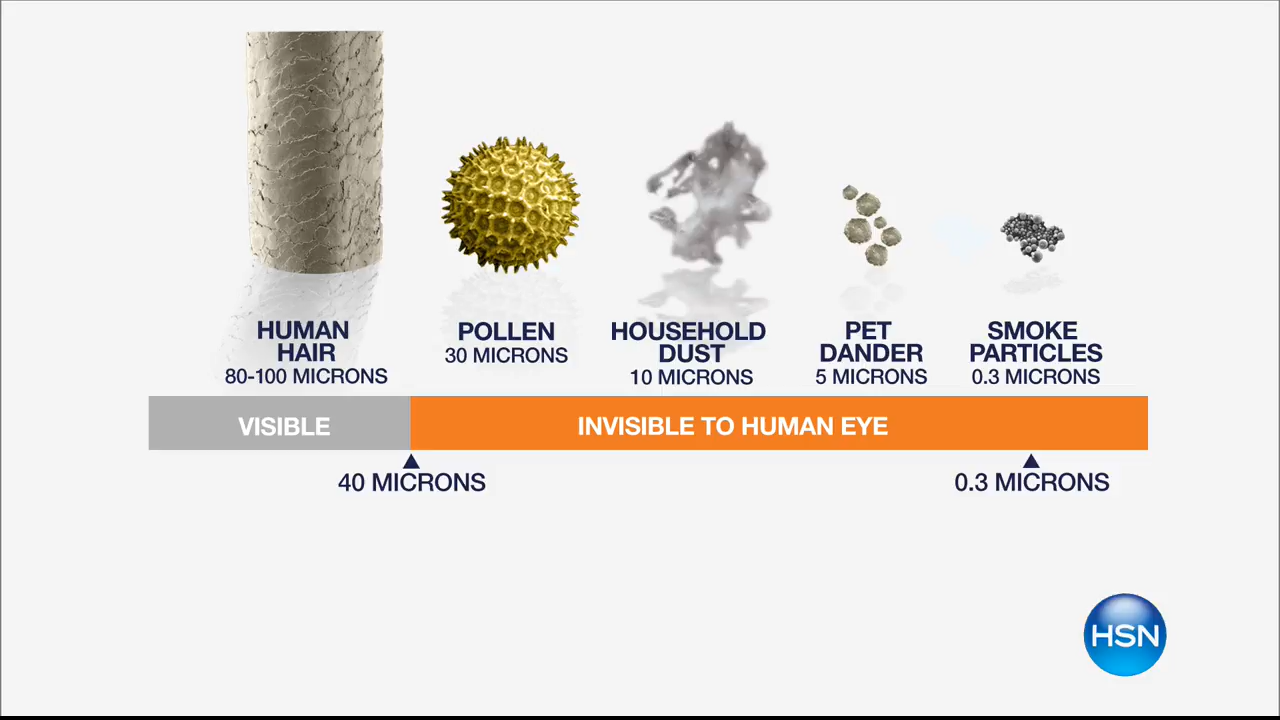 HUMAN
HAIR
80-100 MICRONS
POLLEN
30 MICRONS
HOUSEHOLD
DUST
10 MICRONS
PET
DANDER
5 MICRONS
SMOKE
PARTICLES
0.3 MICRONS
VISIBLE
INVISIBLE TO HUMAN EYE
40 MICRONS
0.3 MICRONS
HSN